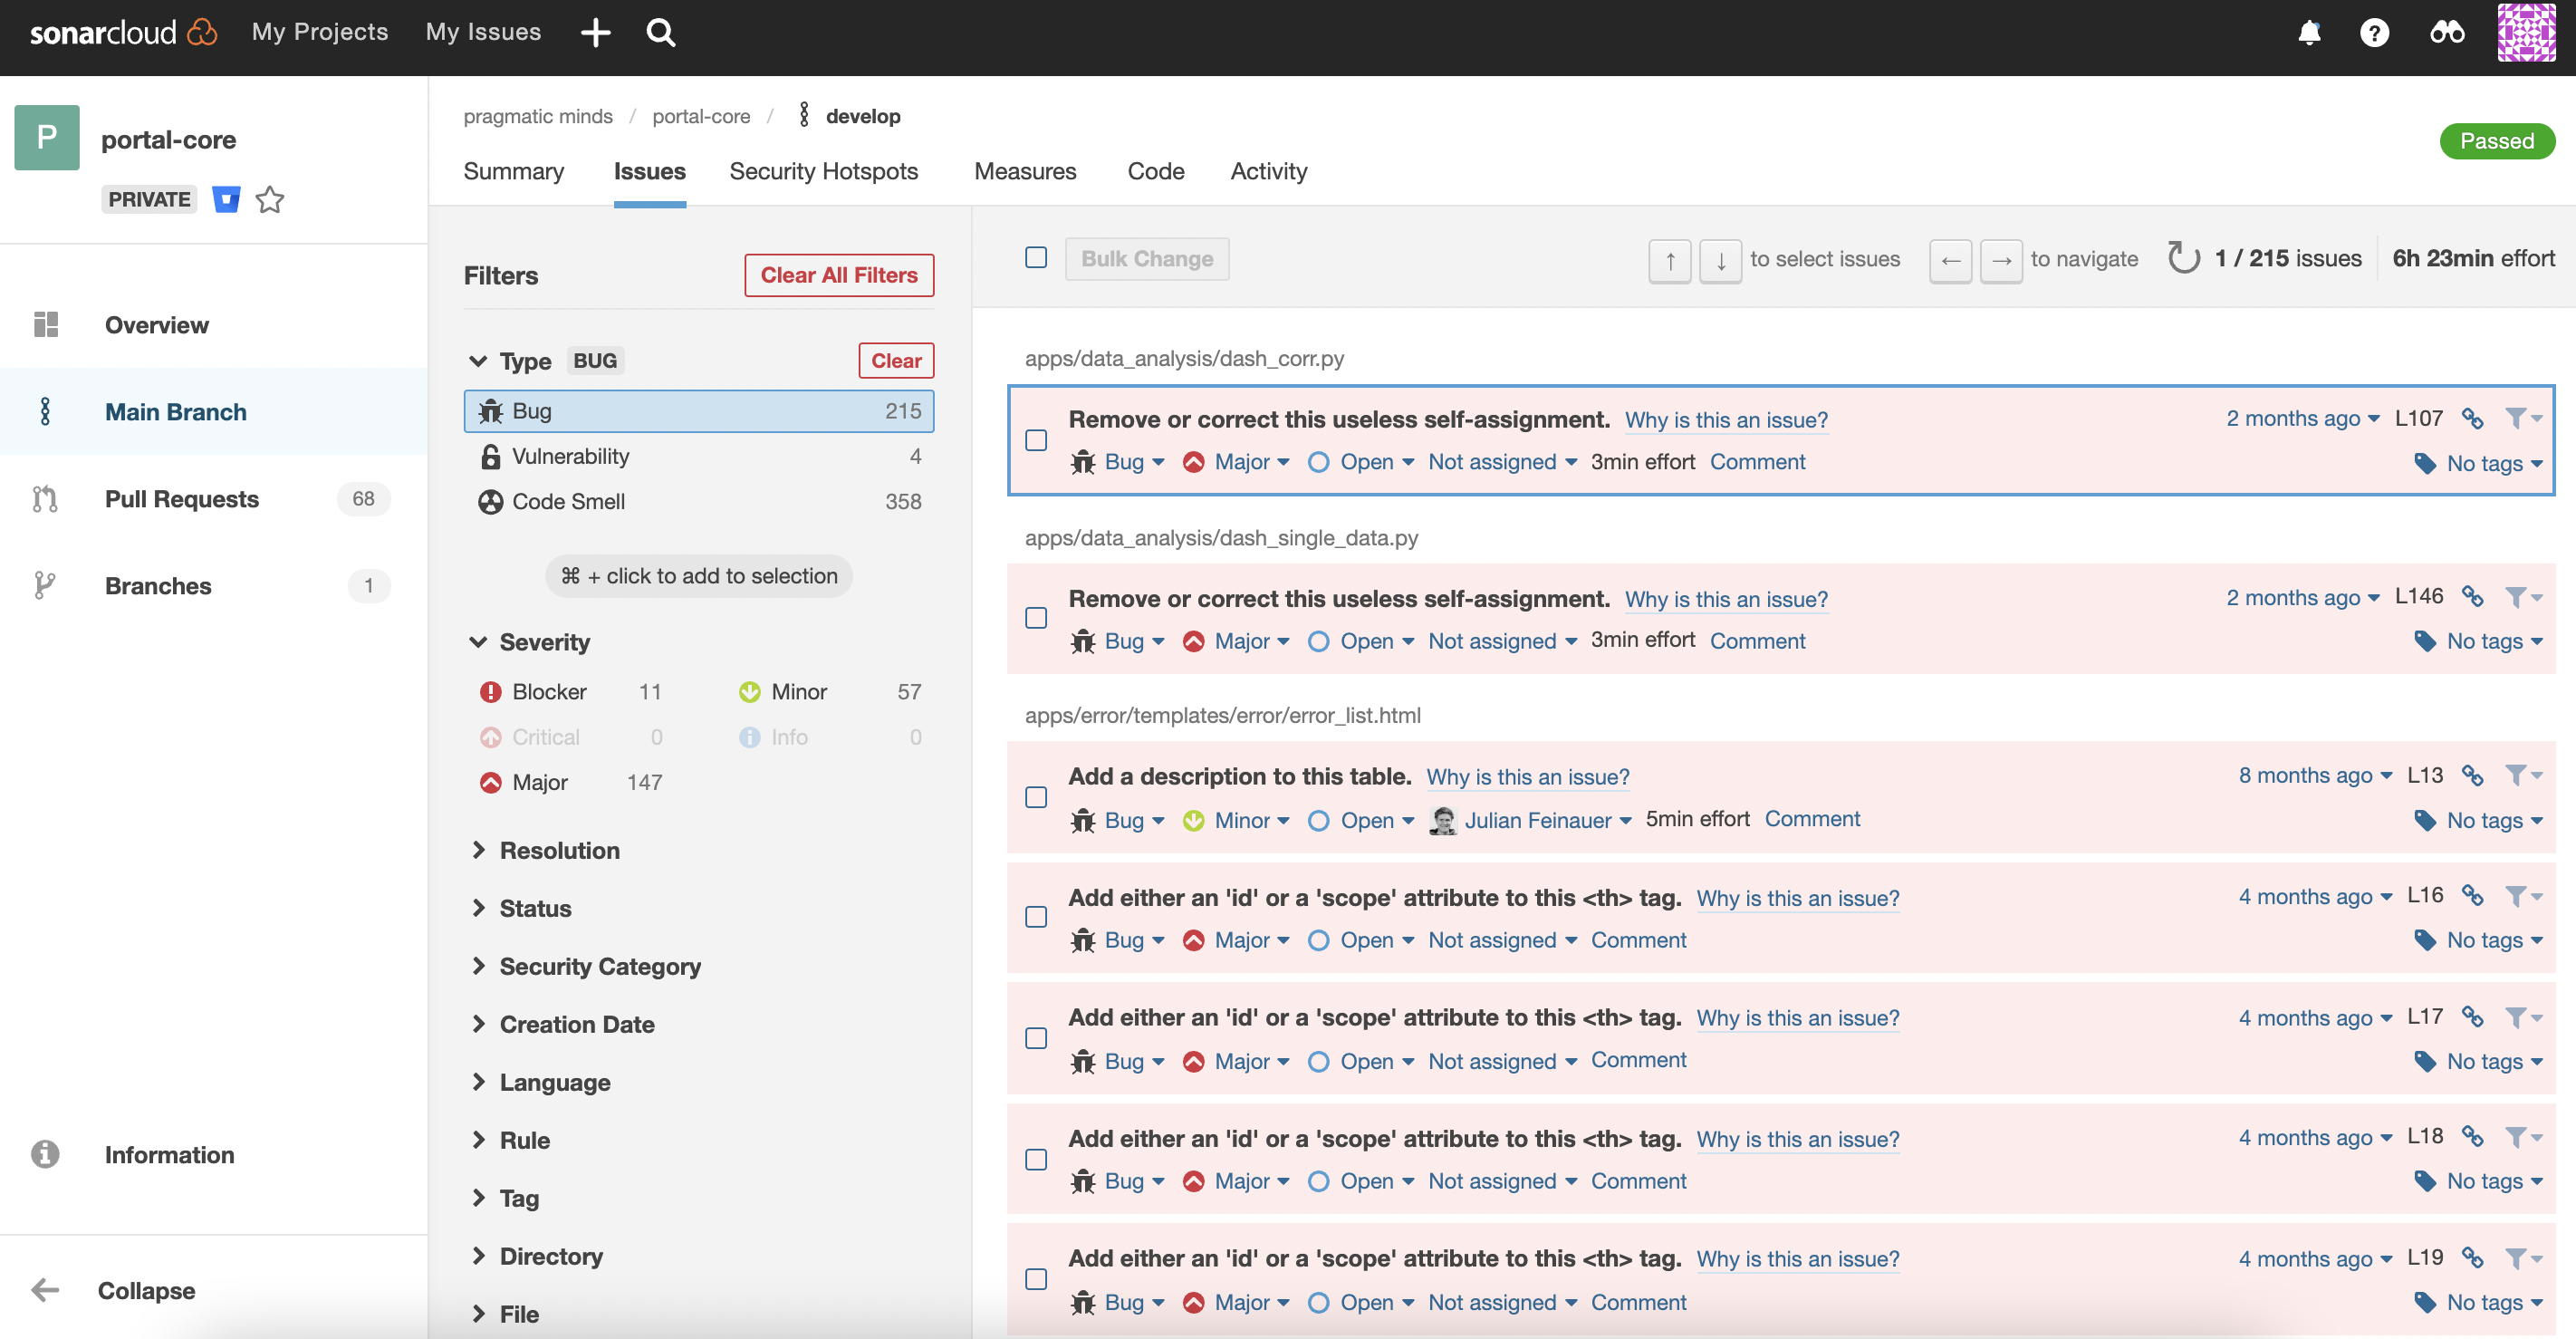 sonarcloud My Projects My Issues
P portal-core
PRIVATE
Overview
Main Branch
Pull Requests 68
Branches 1
Information
Collapse
pragmatic minds / portal-core / develop
Passed
Summary Issues Security Hotspots Measures Code Activity
Filters Clear All Filters
Type BUG Clear
Bug 215
Vulnerability 4
Code Smell 358
⌘ + click to add to selection
Severity
Blocker 11 Minor 57
Critical 0 Info 0
Major 147
Resolution
Status
Security Category
Creation Date
Language
Rule
Tag
Directory
File
Bulk Change ↑ ↓ to select issues ← → to navigate 1 / 215 issues 6h 23min effort
apps/data_analysis/dash_corr.py
Remove or correct this useless self-assignment. Why is this an issue? 2 months ago L107
Bug Major Open Not assigned 3min effort Comment No tags
apps/data_analysis/dash_single_data.py
Remove or correct this useless self-assignment. Why is this an issue? 2 months ago L146
Bug Major Open Not assigned 3min effort Comment No tags
apps/error/templates/error/error_list.html
Add a description to this table. Why is this an issue? 8 months ago L13
Bug Minor Open Julian Feinauer 5min effort Comment No tags
Add either an 'id' or a 'scope' attribute to this <th> tag. Why is this an issue? 4 months ago L16
Bug Major Open Not assigned Comment No tags
Add either an 'id' or a 'scope' attribute to this <th> tag. Why is this an issue? 4 months ago L17
Bug Major Open Not assigned Comment No tags
Add either an 'id' or a 'scope' attribute to this <th> tag. Why is this an issue? 4 months ago L18
Bug Major Open Not assigned Comment No tags
Add either an 'id' or a 'scope' attribute to this <th> tag. Why is this an issue? 4 months ago L19
Bug Major Open Not assigned Comment No tags